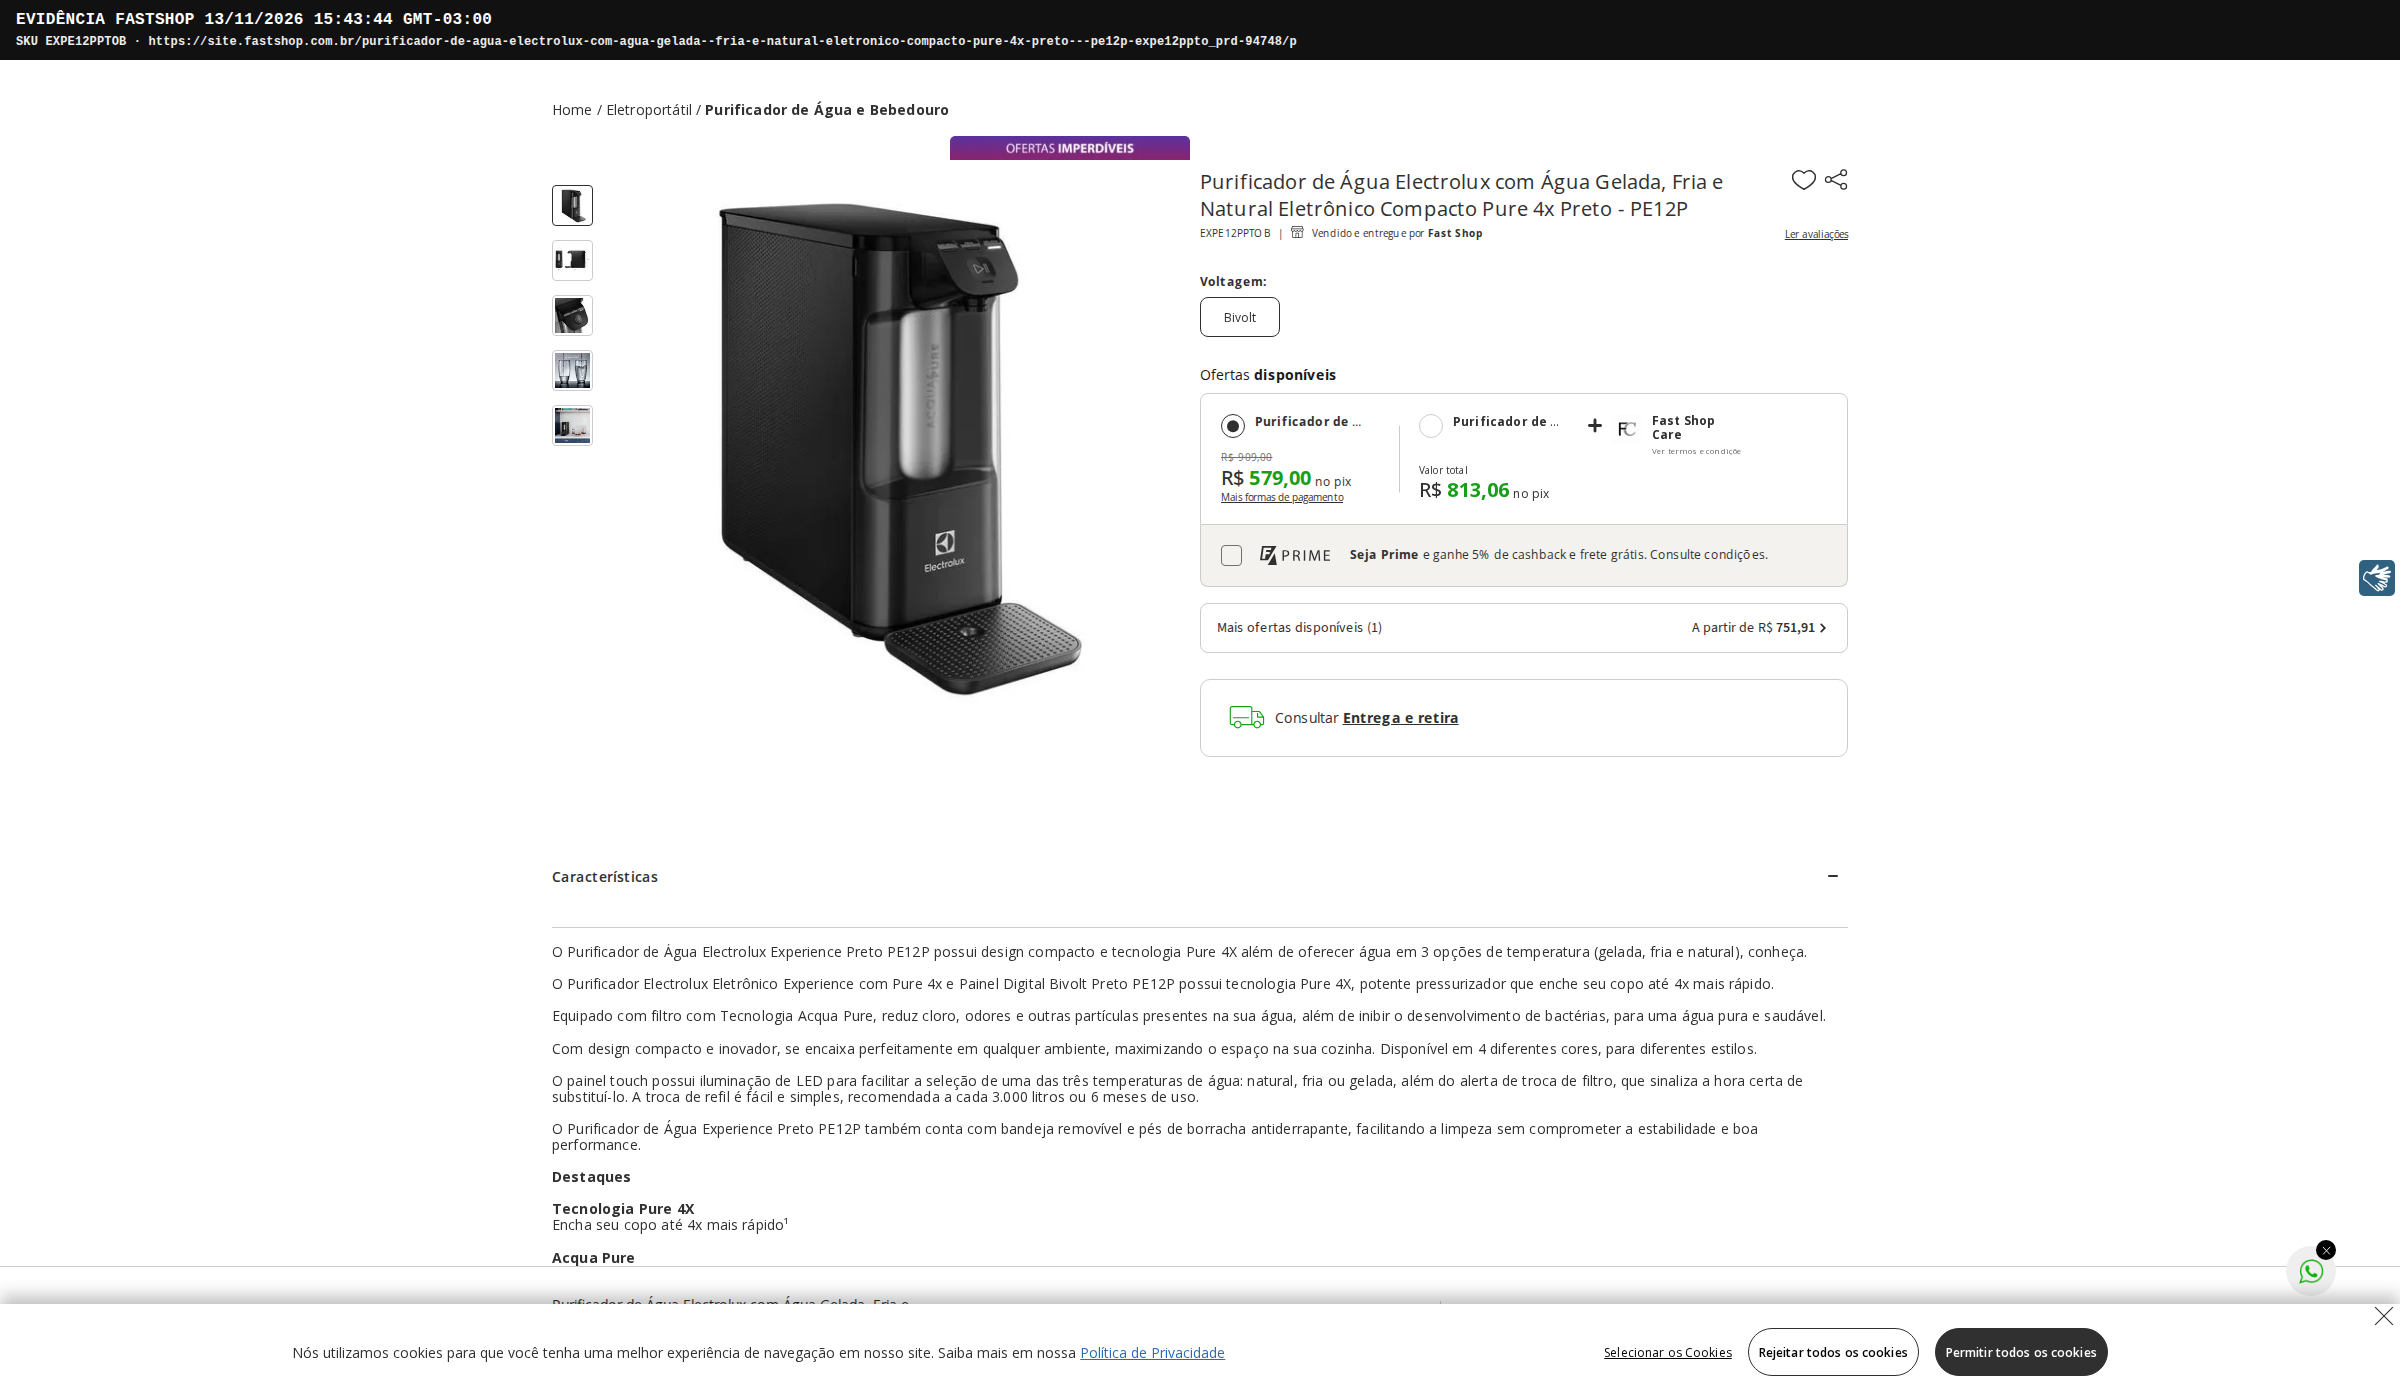 EVIDÊNCIA FASTSHOP 13/11/2026 15:43:44 GMT-03:00
SKU EXPE12PPTOB · https://site.fastshop.com.br/purificador-de-agua-electrolux-com-agua-gelada--fria-e-natural-eletronico-compacto-pure-4x-preto---pe12p-expe12ppto_prd-94748/p
Home / Eletroportátil / Purificador de Água e Bebedouro
OFERTAS IMPERDÍVEIS
Purificador de Água Electrolux com Água Gelada, Fria e
Natural Eletrônico Compacto Pure 4x Preto - PE12P
EXPE12PPTOB | Vendido e entregue por Fast Shop
Ler avaliações
ACQUAPURE
Electrolux
Voltagem:
Bivolt
Ofertas disponíveis
Purificador de ...
R$ 909,00
R$ 579,00 no pix
Mais formas de pagamento
Purificador de ...
Valor total
R$ 813,06 no pix
+ FC Fast Shop
Care
Ver termos e condiçõe
PRIME Seja Prime e ganhe 5% de cashback e frete grátis. Consulte condições.
Mais ofertas disponíveis (1) A partir de R$ 751,91
Consultar Entrega e retira
Características
O Purificador de Água Electrolux Experience Preto PE12P possui design compacto e tecnologia Pure 4X além de oferecer água em 3 opções de temperatura (gelada, fria e natural), conheça.
O Purificador Electrolux Eletrônico Experience com Pure 4x e Painel Digital Bivolt Preto PE12P possui tecnologia Pure 4X, potente pressurizador que enche seu copo até 4x mais rápido.
Equipado com filtro com Tecnologia Acqua Pure, reduz cloro, odores e outras partículas presentes na sua água, além de inibir o desenvolvimento de bactérias, para uma água pura e saudável.
Com design compacto e inovador, se encaixa perfeitamente em qualquer ambiente, maximizando o espaço na sua cozinha. Disponível em 4 diferentes cores, para diferentes estilos.
O painel touch possui iluminação de LED para facilitar a seleção de uma das três temperaturas de água: natural, fria ou gelada, além do alerta de troca de filtro, que sinaliza a hora certa de
substituí-lo. A troca de refil é fácil e simples, recomendada a cada 3.000 litros ou 6 meses de uso.
O Purificador de Água Experience Preto PE12P também conta com bandeja removível e pés de borracha antiderrapante, facilitando a limpeza sem comprometer a estabilidade e boa
performance.
Destaques
Tecnologia Pure 4X
Encha seu copo até 4x mais rápido¹
Acqua Pure
Purificador de Água Electrolux com Água Gelada, Fria e
Nós utilizamos cookies para que você tenha uma melhor experiência de navegação em nosso site. Saiba mais em nossa Política de Privacidade
Selecionar os Cookies
Rejeitar todos os cookies
Permitir todos os cookies